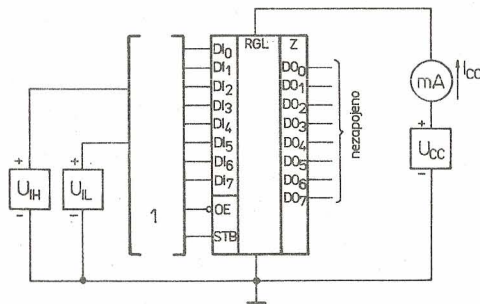 RGL Z
DI0 DO0
DI1 DO1
DI2 DO2
DI3 DO3
DI4 DO4
DI5 DO5
DI6 DO6
DI7 DO7
OE
STB
1
nezapojeno
+ UIH −
+ UIL −
mA
ICC
+ UCC −